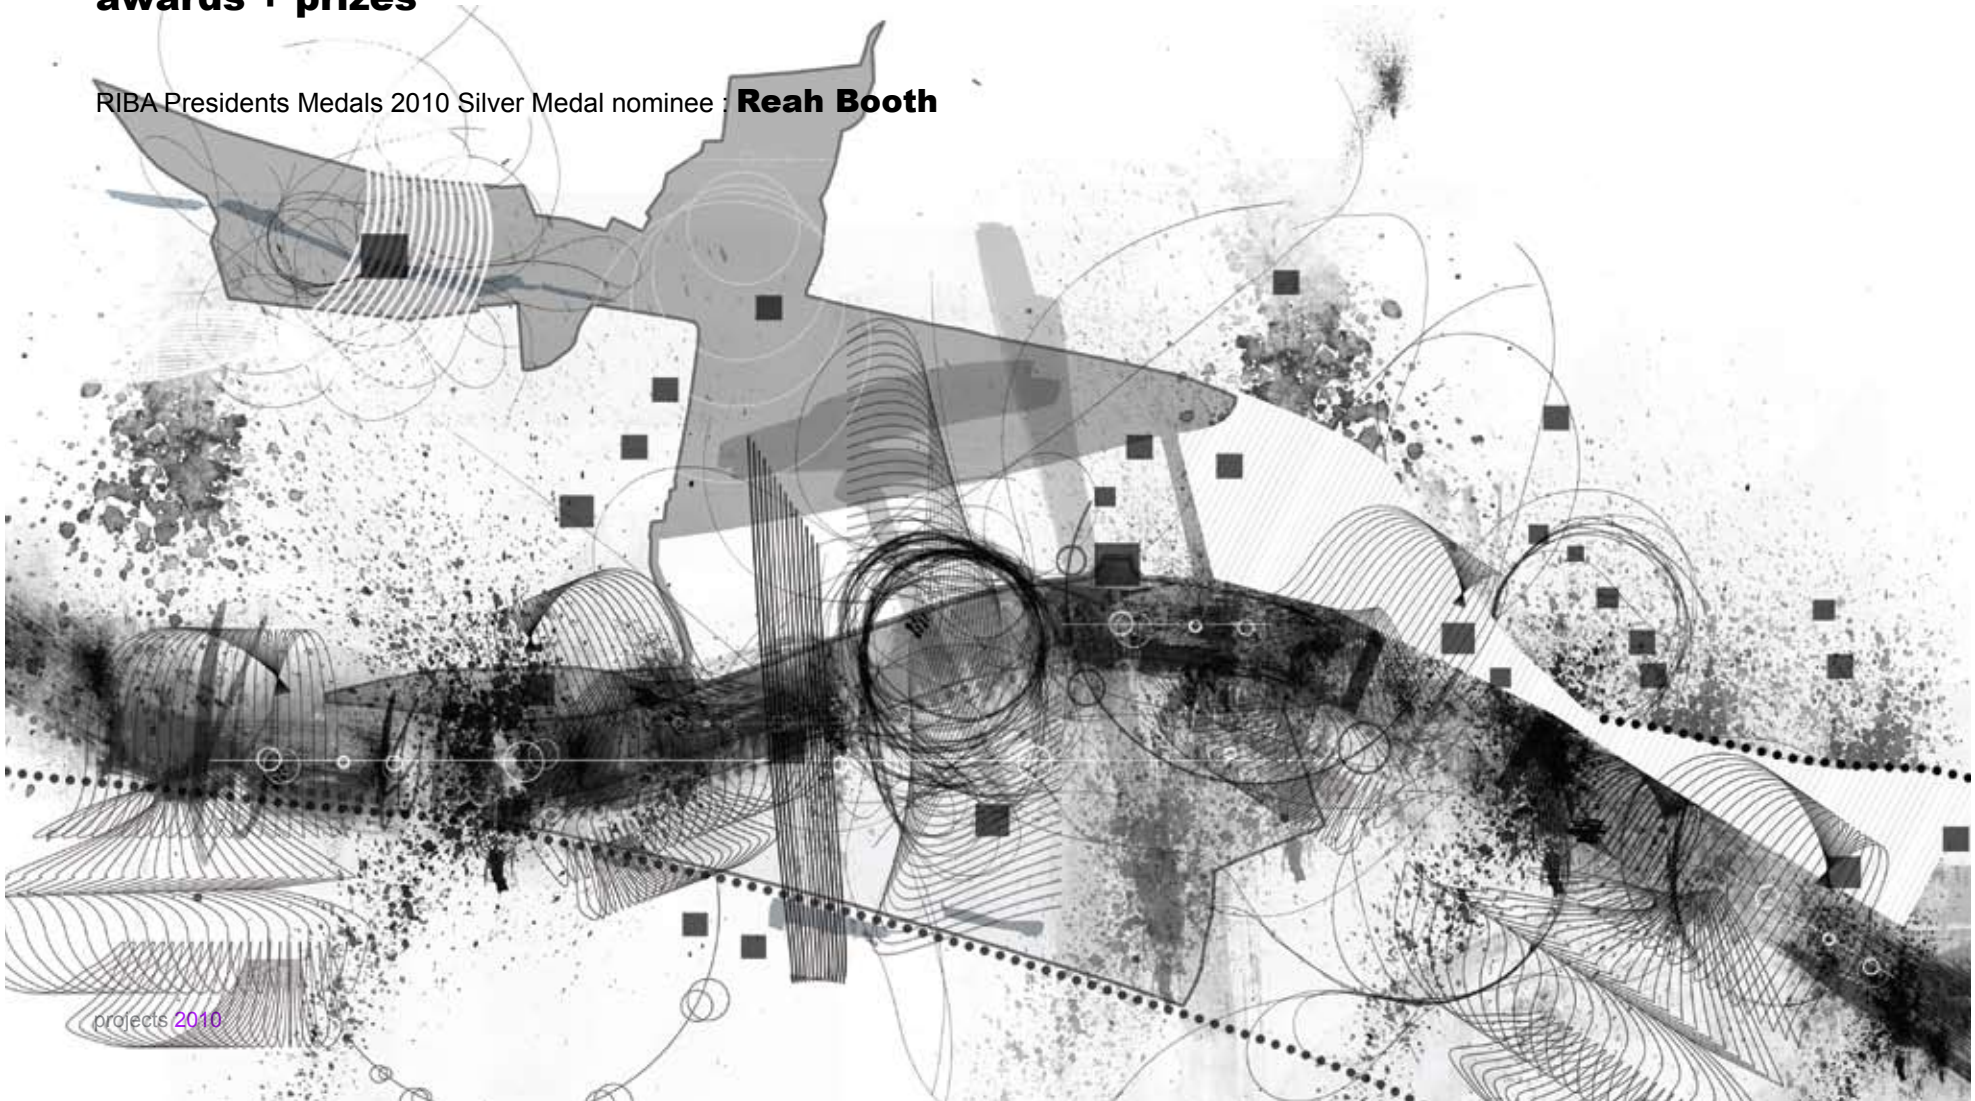 awards + prizes
RIBA Presidents Medals 2010 Silver Medal nominee : Reah Booth
projects 2010